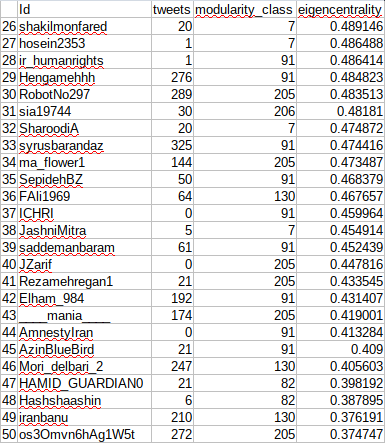 Id tweets modularity_class eigencentrality
26 shakilmonfared 20 7 0.489146
27 hosein2353 1 7 0.486488
28 ir_humanrights 1 91 0.486414
29 Hengamehhh 276 91 0.484823
30 RobotNo297 289 205 0.483513
31 sia19744 30 206 0.48181
32 SharoodiA 20 7 0.474872
33 syrusbarandaz 325 91 0.474416
34 ma_flower1 144 205 0.473487
35 SepidehBZ 50 91 0.468379
36 FAli1969 64 130 0.467657
37 ICHRI 0 91 0.459964
38 JashniMitra 5 7 0.454914
39 saddemanbaram 61 91 0.452439
40 JZarif 0 205 0.447816
41 Rezamehregan1 21 205 0.433545
42 Elham_984 192 91 0.431407
43 ____mania____ 174 205 0.419001
44 AmnestyIran 0 91 0.413284
45 AzinBlueBird 21 91 0.409
46 Mori_delbari_2 247 130 0.405603
47 HAMID_GUARDIAN0 21 82 0.398192
48 Hashshaashin 6 82 0.387895
49 iranbanu 210 130 0.376191
50 os3Omvn6hAg1W5t 272 205 0.374747